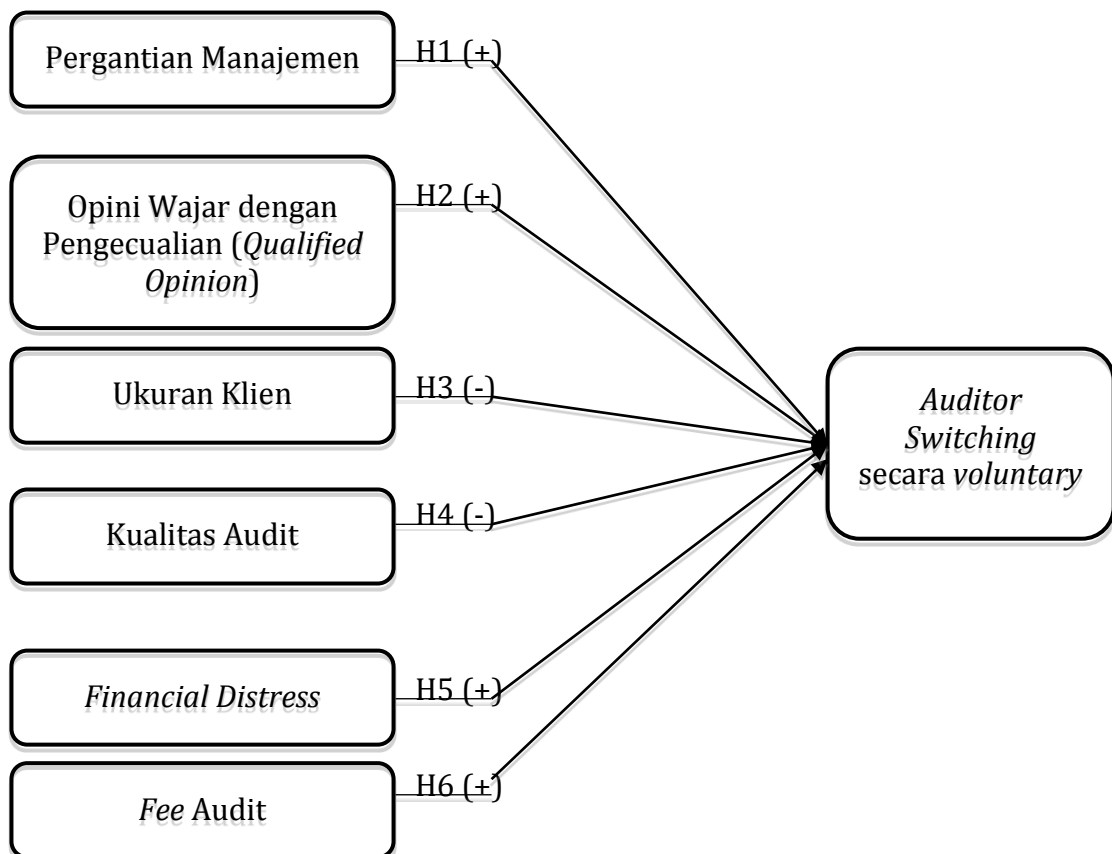 Pergantian Manajemen
H1 (+)
Opini Wajar dengan
Pengecualian (Qualified
Opinion)
H2 (+)
Ukuran Klien
H3 (-)
Kualitas Audit
H4 (-)
Financial Distress
H5 (+)
Fee Audit
H6 (+)
Auditor
Switching
secara voluntary